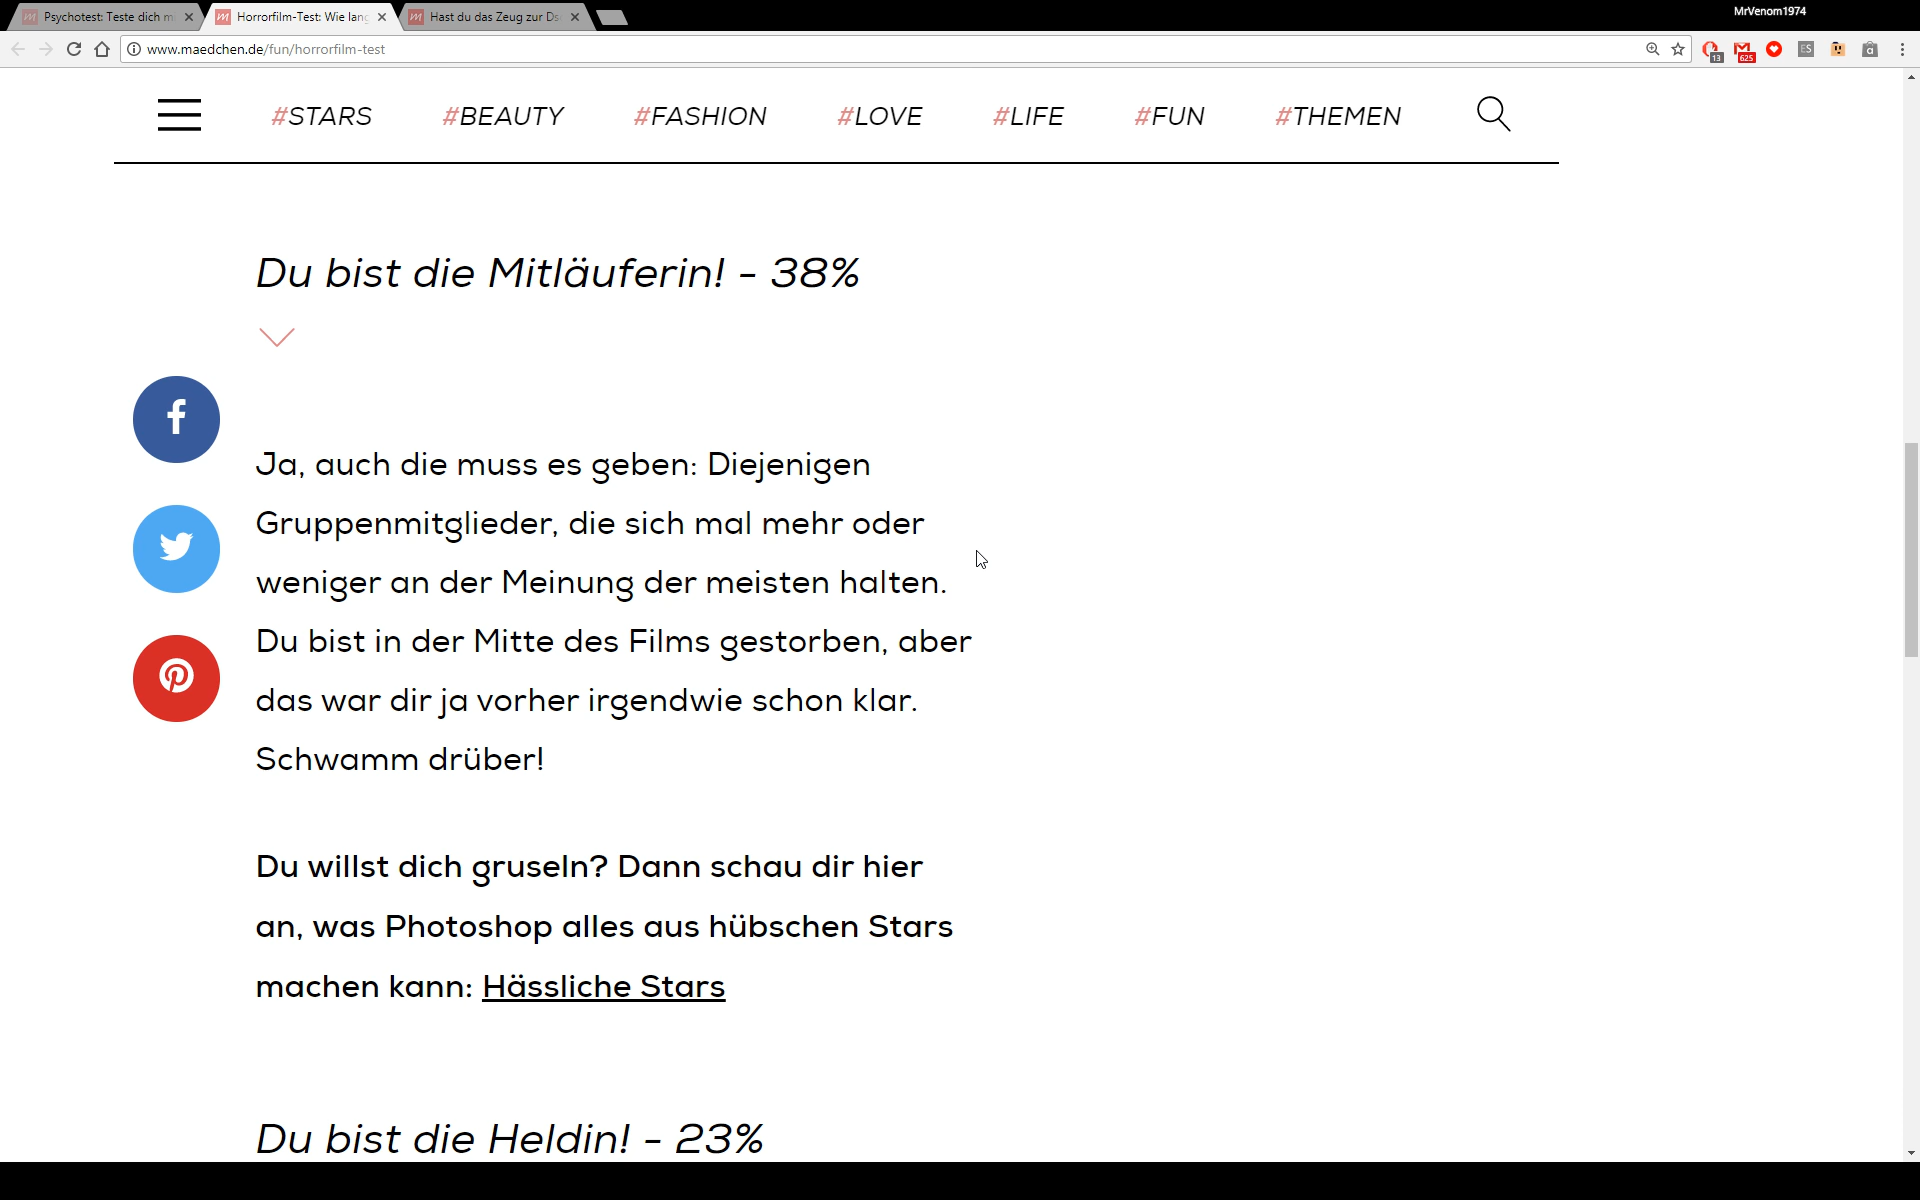 MrVenom1974
Psychotest: Teste dich mi
Horrorfilm-Test: Wie lang
Hast du das Zeug zur Ds
www.maedchen.de/fun/horrorfilm-test
13
625
ES
#STARS
#BEAUTY
#FASHION
#LOVE
#LIFE
#FUN
#THEMEN
Du bist die Mitläuferin! - 38%
Ja, auch die muss es geben: Diejenigen
Gruppenmitglieder, die sich mal mehr oder
weniger an der Meinung der meisten halten.
Du bist in der Mitte des Films gestorben, aber
das war dir ja vorher irgendwie schon klar.
Schwamm drüber!
Du willst dich gruseln? Dann schau dir hier
an, was Photoshop alles aus hübschen Stars
machen kann: Hässliche Stars
Du bist die Heldin! - 23%